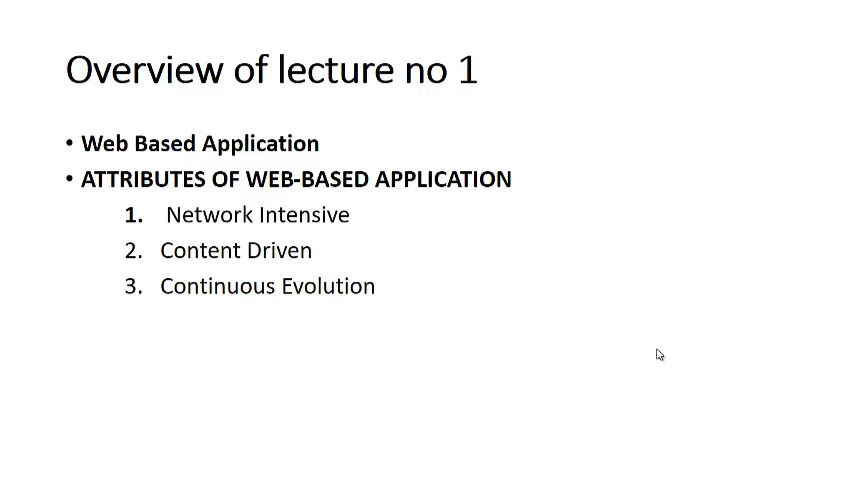 Overview of lecture no 1
• Web Based Application
• ATTRIBUTES OF WEB-BASED APPLICATION
1. Network Intensive
2. Content Driven
3. Continuous Evolution